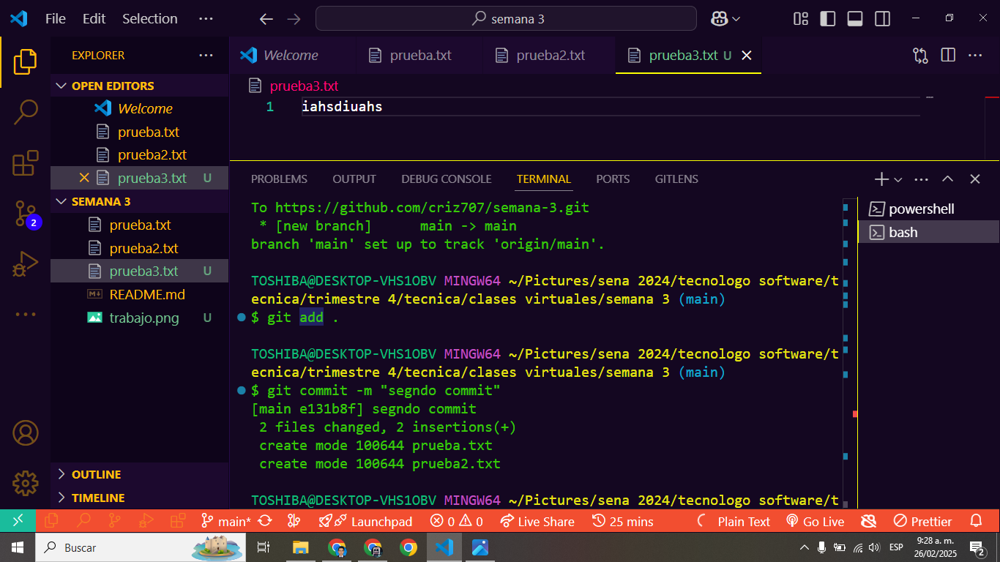 File Edit Selection ··· semana 3
EXPLORER ···
OPEN EDITORS
Welcome
prueba.txt
prueba2.txt
prueba3.txt U
SEMANA 3
prueba.txt
prueba2.txt
prueba3.txt U
README.md
trabajo.png U
OUTLINE
TIMELINE
2
Welcome prueba.txt prueba2.txt prueba3.txt U
prueba3.txt
1 iahsdiuahs
PROBLEMS OUTPUT DEBUG CONSOLE TERMINAL PORTS GITLENS
To https://github.com/criz707/semana-3.git
* [new branch] main -> main
branch 'main' set up to track 'origin/main'.
TOSHIBA@DESKTOP-VHS1OBV MINGW64 ~/Pictures/sena 2024/tecnologo software/t
ecnica/trimestre 4/tecnica/clases virtuales/semana 3 (main)
$ git add .
TOSHIBA@DESKTOP-VHS1OBV MINGW64 ~/Pictures/sena 2024/tecnologo software/t
ecnica/trimestre 4/tecnica/clases virtuales/semana 3 (main)
$ git commit -m "segndo commit"
[main e131b8f] segndo commit
2 files changed, 2 insertions(+)
create mode 100644 prueba.txt
create mode 100644 prueba2.txt
TOSHIBA@DESKTOP-VHS1OBV MINGW64 ~/Pictures/sena 2024/tecnologo software/t
powershell
bash
main* Launchpad 0 0 Live Share 25 mins Plain Text Go Live Prettier
Buscar
ESP
9:28 a. m.
26/02/2025
2